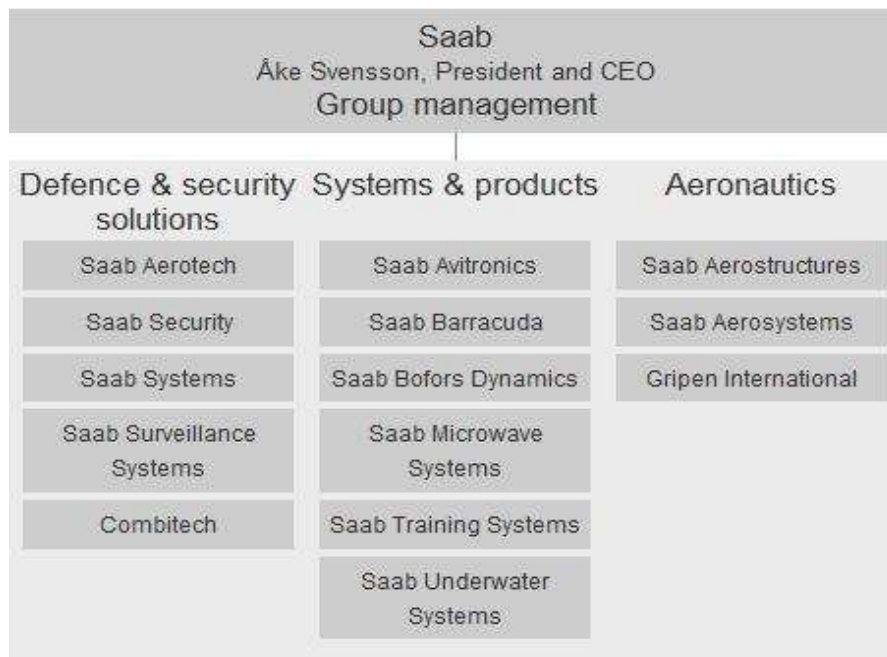 Saab
Åke Svensson, President and CEO
Group management
Defence & security
solutions
Saab Aerotech
Saab Security
Saab Systems
Saab Surveillance
Systems
Combitech
Systems & products
Saab Avitronics
Saab Barracuda
Saab Bofors Dynamics
Saab Microwave
Systems
Saab Training Systems
Saab Underwater
Systems
Aeronautics
Saab Aerostructures
Saab Aerosystems
Gripen International